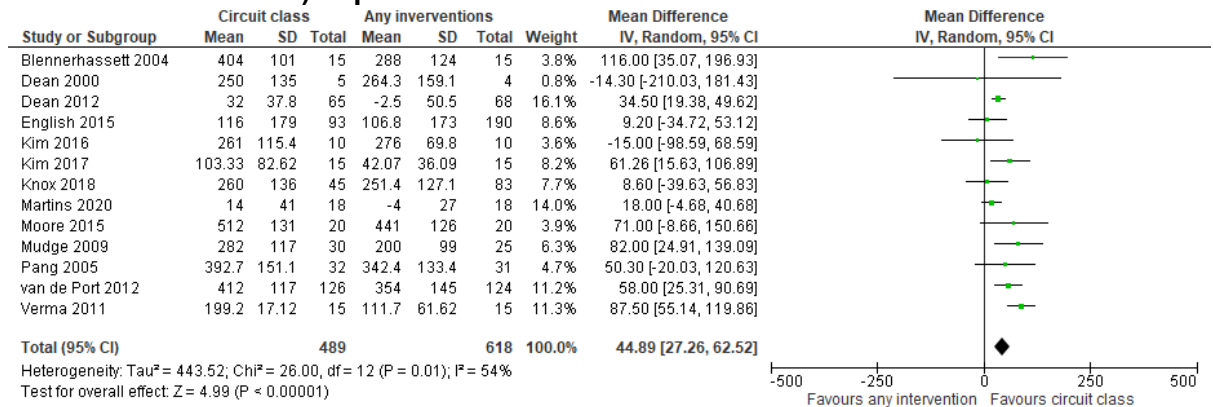 Circuit class Any interventions Mean Difference Mean Difference
Study or Subgroup Mean SD Total Mean SD Total Weight IV, Random, 95% CI IV, Random, 95% CI
Blennerhassett 2004 404 101 15 288 124 15 3.8% 116.00 [35.07, 196.93]
Dean 2000 250 135 5 264.3 159.1 4 0.8% -14.30 [-210.03, 181.43]
Dean 2012 32 37.8 65 -2.5 50.5 68 16.1% 34.50 [19.38, 49.62]
English 2015 116 179 93 106.8 173 190 8.6% 9.20 [-34.72, 53.12]
Kim 2016 261 115.4 10 276 69.8 10 3.6% -15.00 [-98.59, 68.59]
Kim 2017 103.33 82.62 15 42.07 36.09 15 8.2% 61.26 [15.63, 106.89]
Knox 2018 260 136 45 251.4 127.1 83 7.7% 8.60 [-39.63, 56.83]
Martins 2020 14 41 18 -4 27 18 14.0% 18.00 [-4.68, 40.68]
Moore 2015 512 131 20 441 126 20 3.9% 71.00 [-8.66, 150.66]
Mudge 2009 282 117 30 200 99 25 6.3% 82.00 [24.91, 139.09]
Pang 2005 392.7 151.1 32 342.4 133.4 31 4.7% 50.30 [-20.03, 120.63]
van de Port 2012 412 117 126 354 145 124 11.2% 58.00 [25.31, 90.69]
Verma 2011 199.2 17.12 15 111.7 61.62 15 11.3% 87.50 [55.14, 119.86]
Total (95% CI) 489 618 100.0% 44.89 [27.26, 62.52]
Heterogeneity: Tau² = 443.52; Chi² = 26.00, df = 12 (P = 0.01); I² = 54%
Test for overall effect: Z = 4.99 (P < 0.00001)
-500 -250 0 250 500
Favours any intervention Favours circuit class